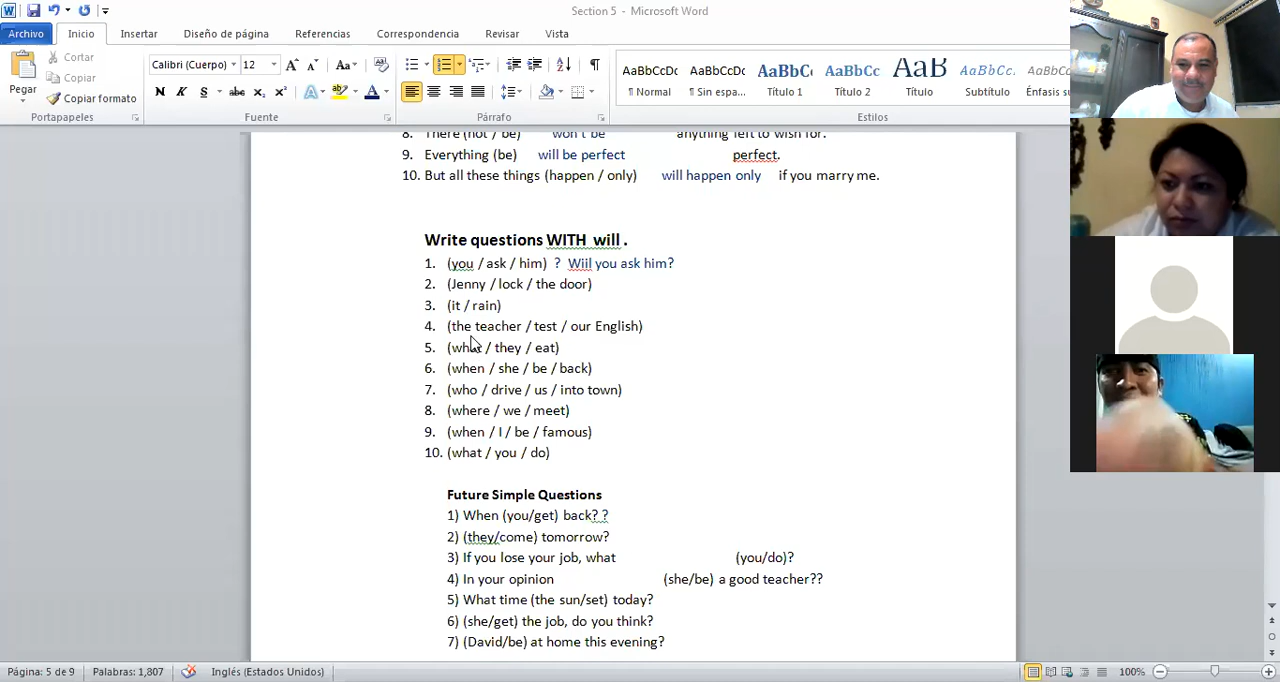 Section 5 - Microsoft Word
Archivo Inicio Insertar Diseño de página Referencias Correspondencia Revisar Vista
Cortar
Copiar
Copiar formato
Pegar
Portapapeles
Calibri (Cuerpo) 12
N K S abc
Fuente
Párrafo
AaBbCcDc AaBbCcDc AaBbC AaBbCc AaB AaBbCcL AaBbCcDc
Normal Sin espa... Título 1 Título 2 Título Subtítulo Énfasis su
Estilos
8. There (not / be) won't be anything left to wish for.
9. Everything (be) will be perfect perfect.
10. But all these things (happen / only) will happen only if you marry me.
Write questions WITH will .
1. (you / ask / him) ? Wiil you ask him?
2. (Jenny / lock / the door)
3. (it / rain)
4. (the teacher / test / our English)
5. (what / they / eat)
6. (when / she / be / back)
7. (who / drive / us / into town)
8. (where / we / meet)
9. (when / I / be / famous)
10. (what / you / do)
Future Simple Questions
1) When (you/get) back? ?
2) (they/come) tomorrow?
3) If you lose your job, what (you/do)?
4) In your opinion (she/be) a good teacher??
5) What time (the sun/set) today?
6) (she/get) the job, do you think?
7) (David/be) at home this evening?
Página: 5 de 9 Palabras: 1,807 Inglés (Estados Unidos) 100%